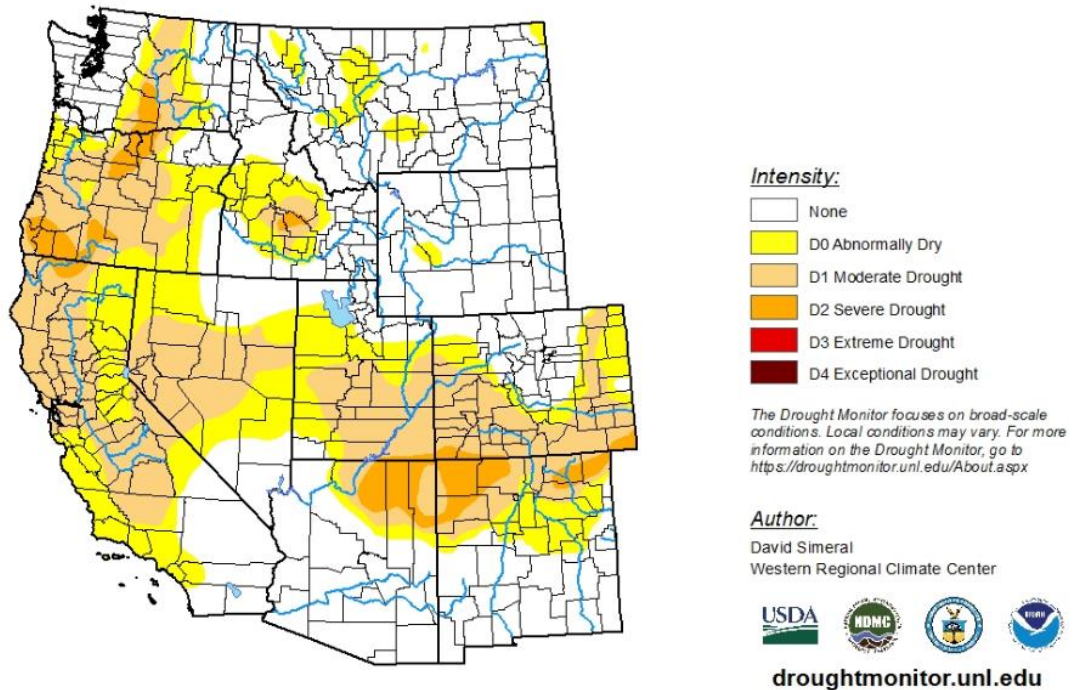 Intensity:
None
D0 Abnormally Dry
D1 Moderate Drought
D2 Severe Drought
D3 Extreme Drought
D4 Exceptional Drought
The Drought Monitor focuses on broad-scale
conditions. Local conditions may vary. For more
information on the Drought Monitor, go to
https://droughtmonitor.unl.edu/About.aspx
Author:
David Simeral
Western Regional Climate Center
USDA
NDMC
droughtmonitor.unl.edu